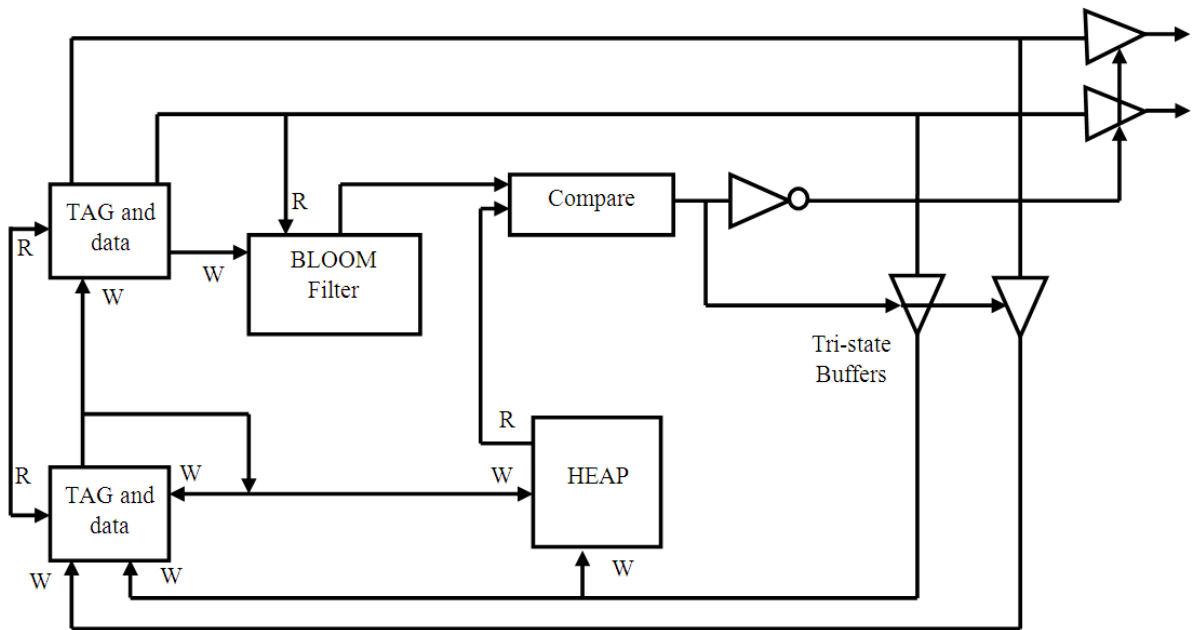 TAG and
data
R
R
W
W
BLOOM
Filter
Compare
Tri-state
Buffers
R
R
W
W
HEAP
TAG and
data
W
W
W